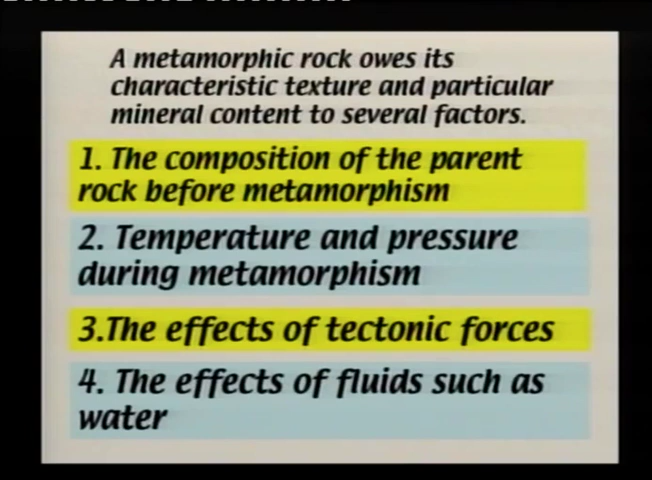 A metamorphic rock owes its
characteristic texture and particular
mineral content to several factors.
1. The composition of the parent
rock before metamorphism
2. Temperature and pressure
during metamorphism
3.The effects of tectonic forces
4. The effects of fluids such as
water